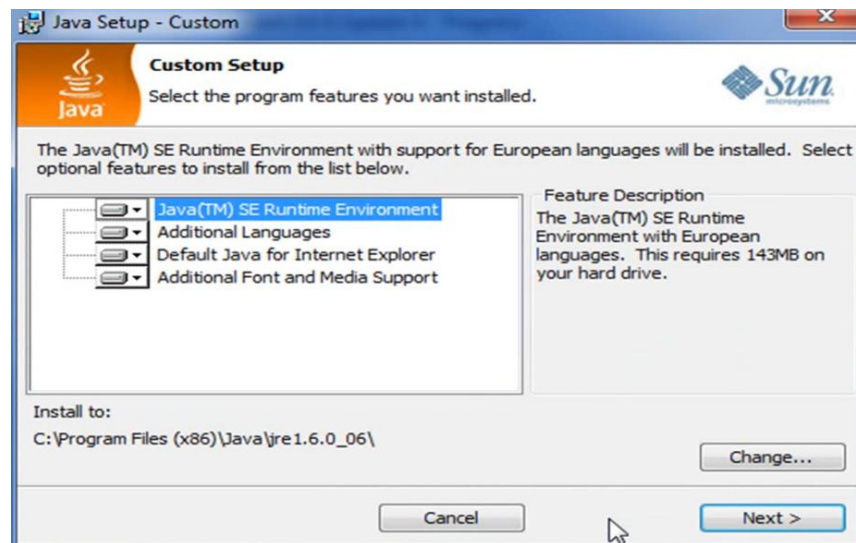 Java Setup - Custom
Custom Setup
Select the program features you want installed.
Java
Sun
microsystems
The Java(TM) SE Runtime Environment with support for European languages will be installed. Select
optional features to install from the list below.
Java(TM) SE Runtime Environment
Additional Languages
Default Java for Internet Explorer
Additional Font and Media Support
Feature Description
The Java(TM) SE Runtime
Environment with European
languages. This requires 143MB on
your hard drive.
Install to:
C:\Program Files (x86)\Java\jre1.6.0_06\
Change...
Cancel
Next >